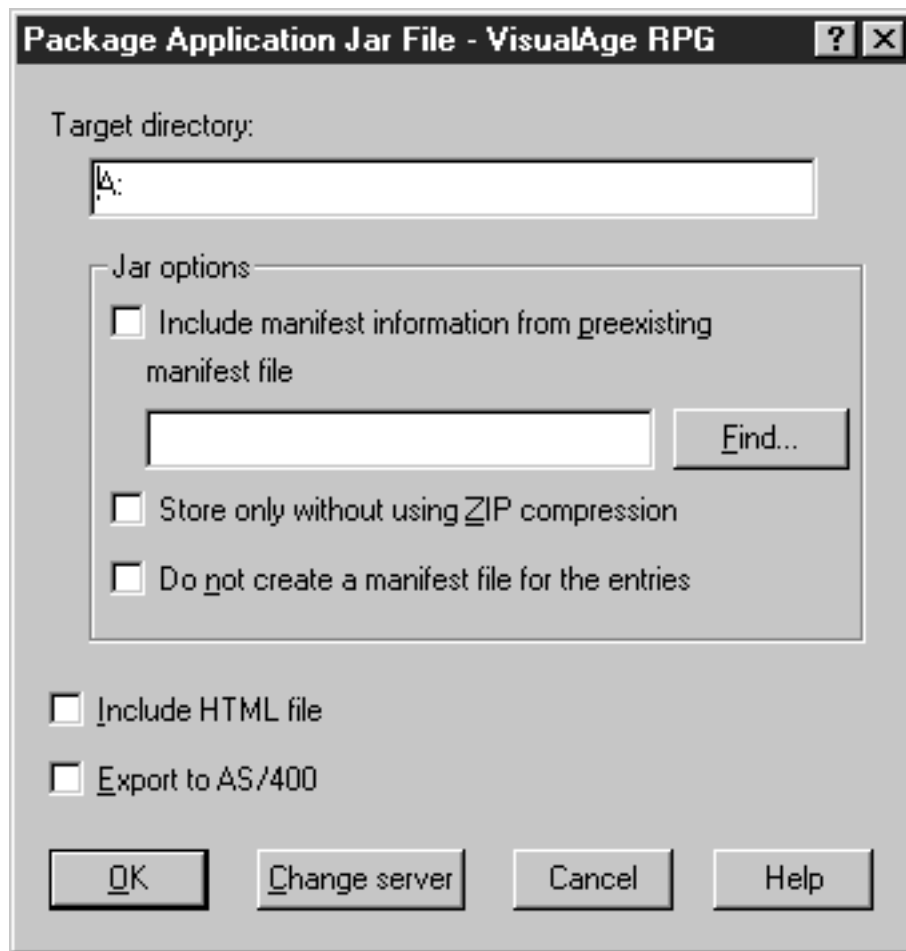 Package Application Jar File - VisualAge RPG
Target directory:
A:
Jar options
Include manifest information from preexisting
manifest file
Find...
Store only without using ZIP compression
Do not create a manifest file for the entries
Include HTML file
Export to AS/400
OK Change server Cancel Help